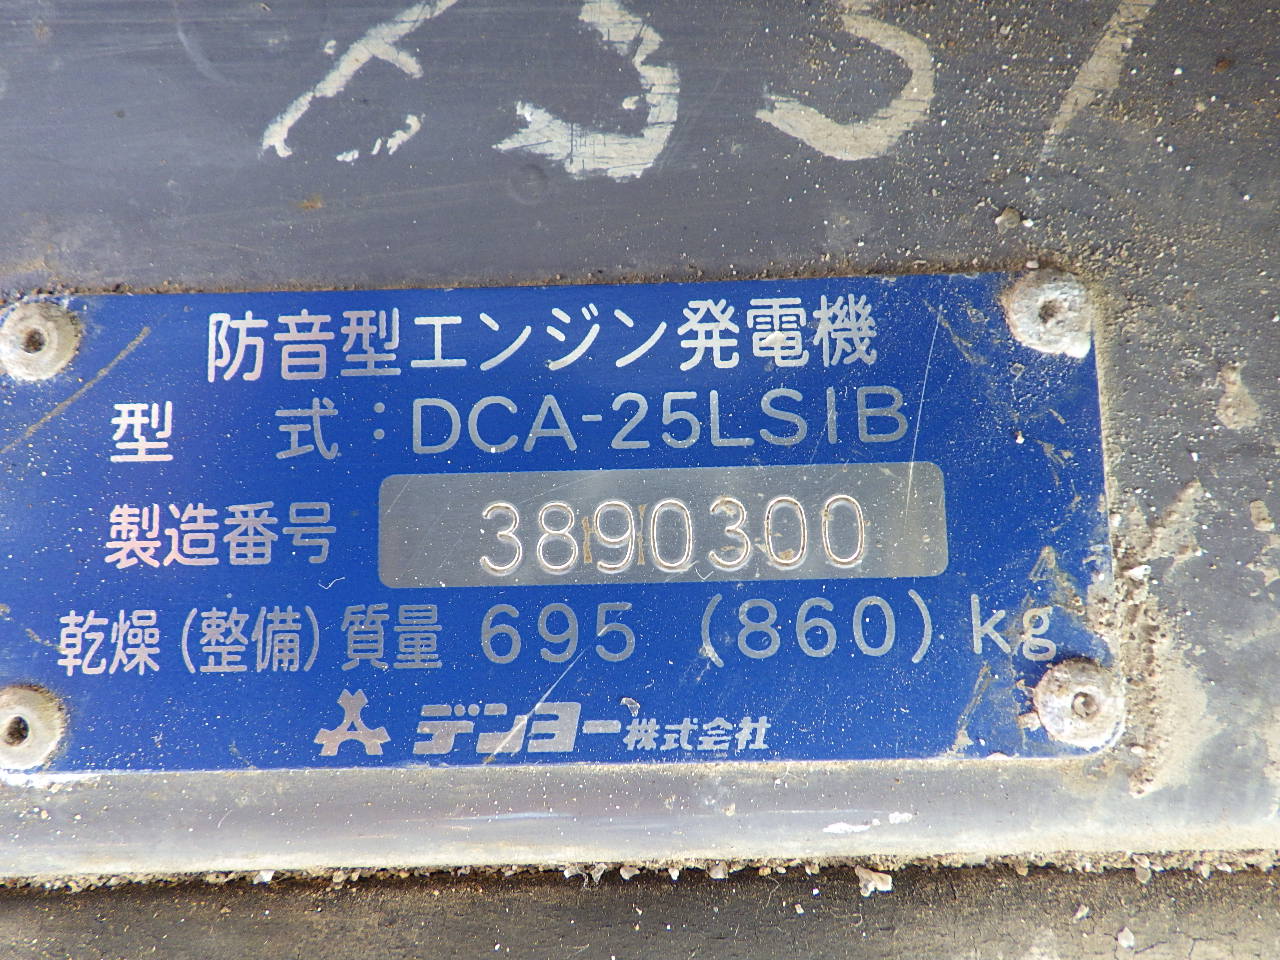 防音型エンジン発電機
型 式：DCA-25LSIB
製造番号 3890300
乾燥（整備）質量 695 (860) kg
デンヨー株式会社